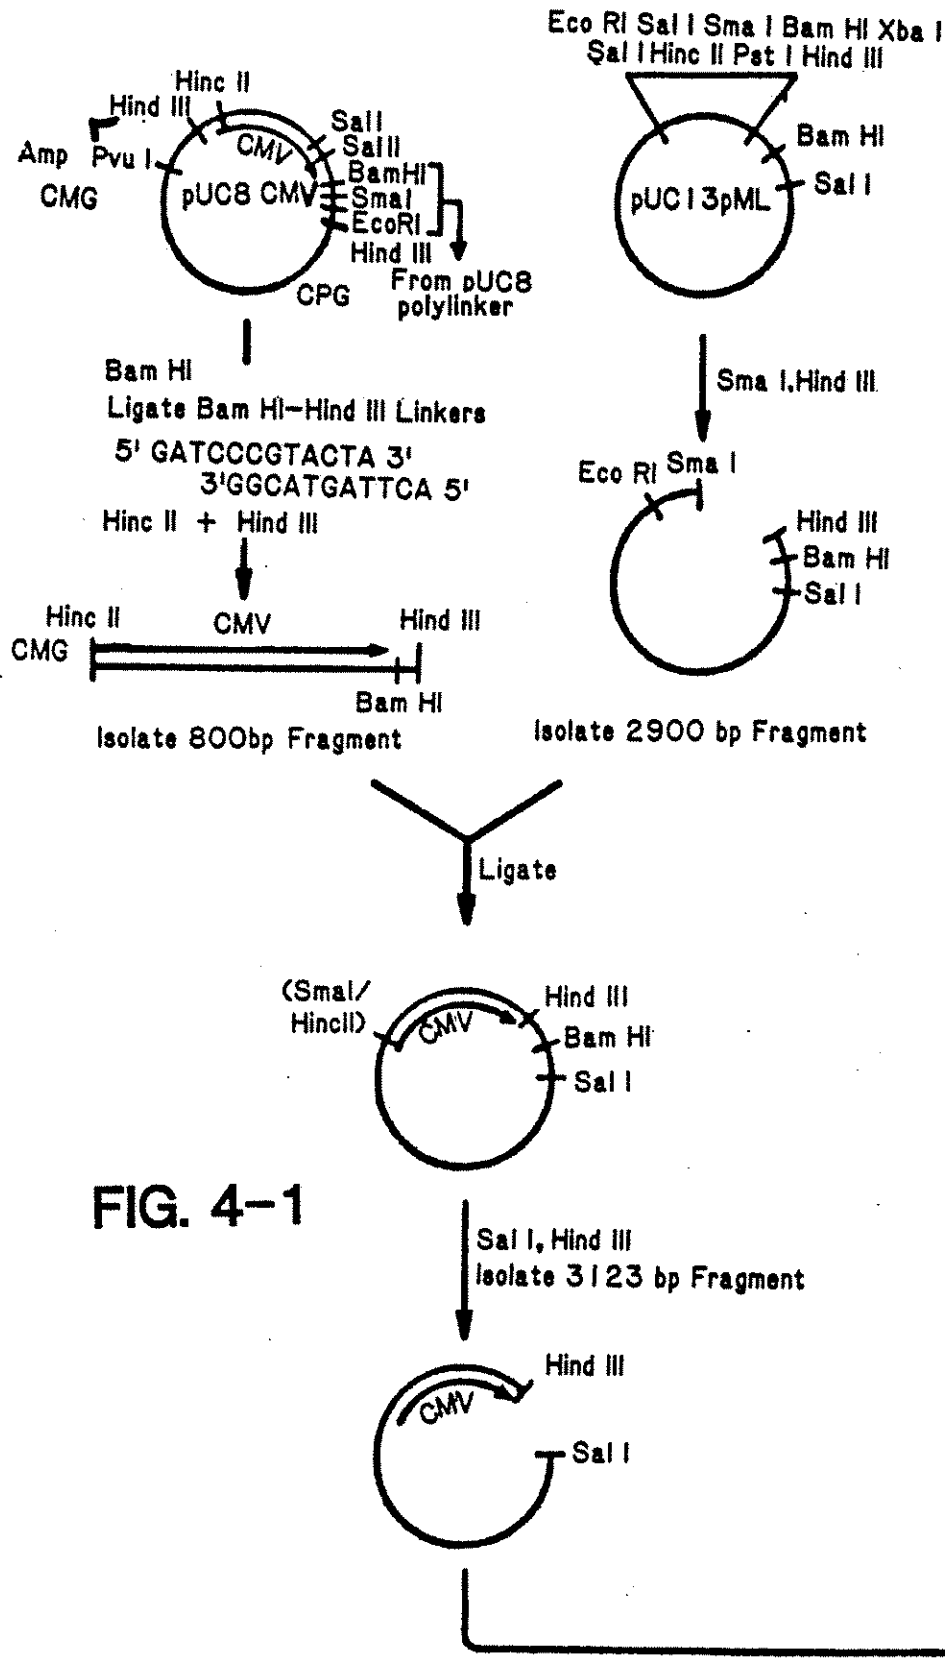 Eco RI Sal I Sma I Bam HI Xba I
Sal I Hinc II Pst I Hind III
Hinc II
Hind III
Amp Pvu I
CMG
CMV
pUC8 CMV
Sal I
Sal II
BamHI
SmaI
EcoRI
Hind III
CPG
From pUC8
polylinker
Bam HI
Sal I
pUC13pML
Bam HI
Ligate Bam HI-Hind III Linkers
5' GATCCCGTACTA 3'
3'GGCATGATTCA 5'
Hinc II + Hind III
Sma I, Hind III
Eco RI Sma I
Hind III
Bam HI
Sal I
Hinc II CMV Hind III
CMG
Bam HI
Isolate 800bp Fragment
Isolate 2900 bp Fragment
Ligate
(SmaI/
HincII)
CMV
Hind III
Bam HI
Sal I
FIG. 4-1
Sal I, Hind III
Isolate 3123 bp Fragment
Hind III
CMV
Sal I